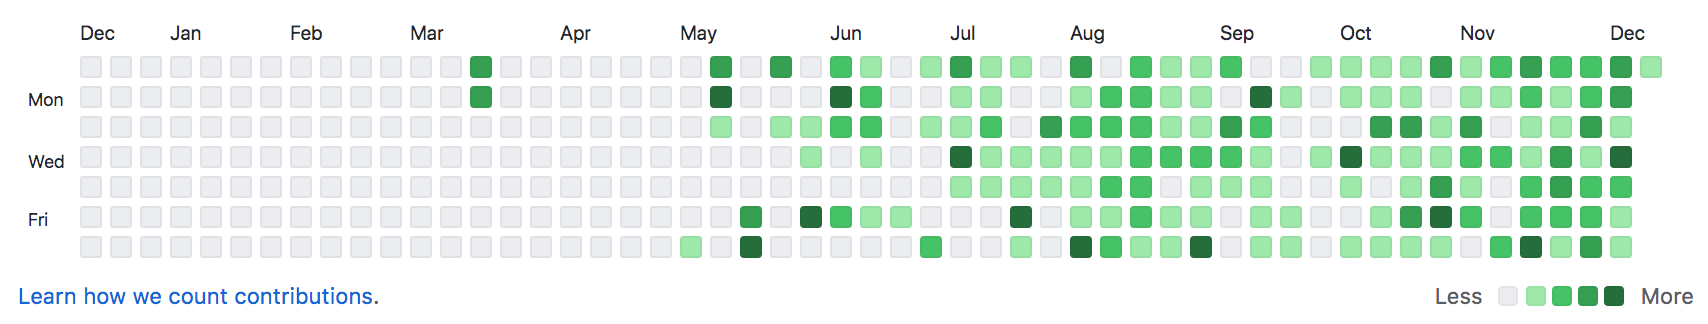 Dec Jan Feb Mar Apr May Jun Jul Aug Sep Oct Nov Dec
Mon
Wed
Fri
Learn how we count contributions. Less More